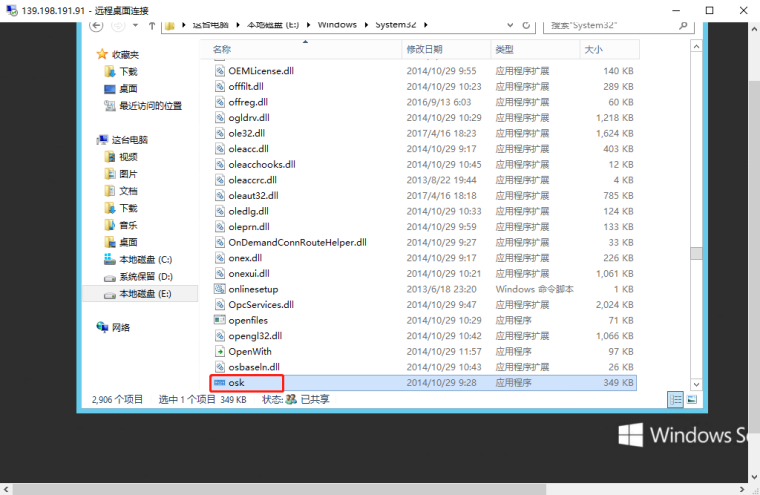 139.198.191.91 - 远程桌面连接
这台电脑 本地磁盘 (E:) Windows System32 搜索"System32"
名称 修改日期 类型 大小
收藏夹
下载
桌面
最近访问的位置
这台电脑
视频
图片
文档
下载
音乐
桌面
本地磁盘 (C:)
系统保留 (D:)
本地磁盘 (E:)
网络
OEMLicense.dll 2014/10/29 9:55 应用程序扩展 140 KB
offfilt.dll 2014/10/29 10:23 应用程序扩展 289 KB
offreg.dll 2016/9/13 6:03 应用程序扩展 60 KB
ogldrv.dll 2014/10/29 10:29 应用程序扩展 1,218 KB
ole32.dll 2017/4/16 18:23 应用程序扩展 1,624 KB
oleacc.dll 2014/10/29 9:17 应用程序扩展 403 KB
oleacchooks.dll 2014/10/29 10:45 应用程序扩展 12 KB
oleaccrc.dll 2013/8/22 19:44 应用程序扩展 4 KB
oleaut32.dll 2017/4/16 18:18 应用程序扩展 785 KB
oledlg.dll 2014/10/29 10:33 应用程序扩展 124 KB
oleprn.dll 2014/10/29 9:59 应用程序扩展 133 KB
OnDemandConnRouteHelper.dll 2014/10/29 9:27 应用程序扩展 33 KB
onex.dll 2014/10/29 9:17 应用程序扩展 226 KB
onexui.dll 2014/10/29 10:21 应用程序扩展 1,061 KB
onlinesetup 2013/6/18 23:20 Windows 命令脚本 1 KB
OpcServices.dll 2014/10/29 9:47 应用程序扩展 2,024 KB
openfiles 2014/10/29 10:29 应用程序 71 KB
opengl32.dll 2014/10/29 10:42 应用程序扩展 1,066 KB
OpenWith 2014/10/29 11:57 应用程序 97 KB
osbaseln.dll 2014/10/29 10:43 应用程序扩展 26 KB
osk 2014/10/29 9:28 应用程序 349 KB
2,906 个项目 选中 1 个项目 349 KB 状态: 已共享
Windows S